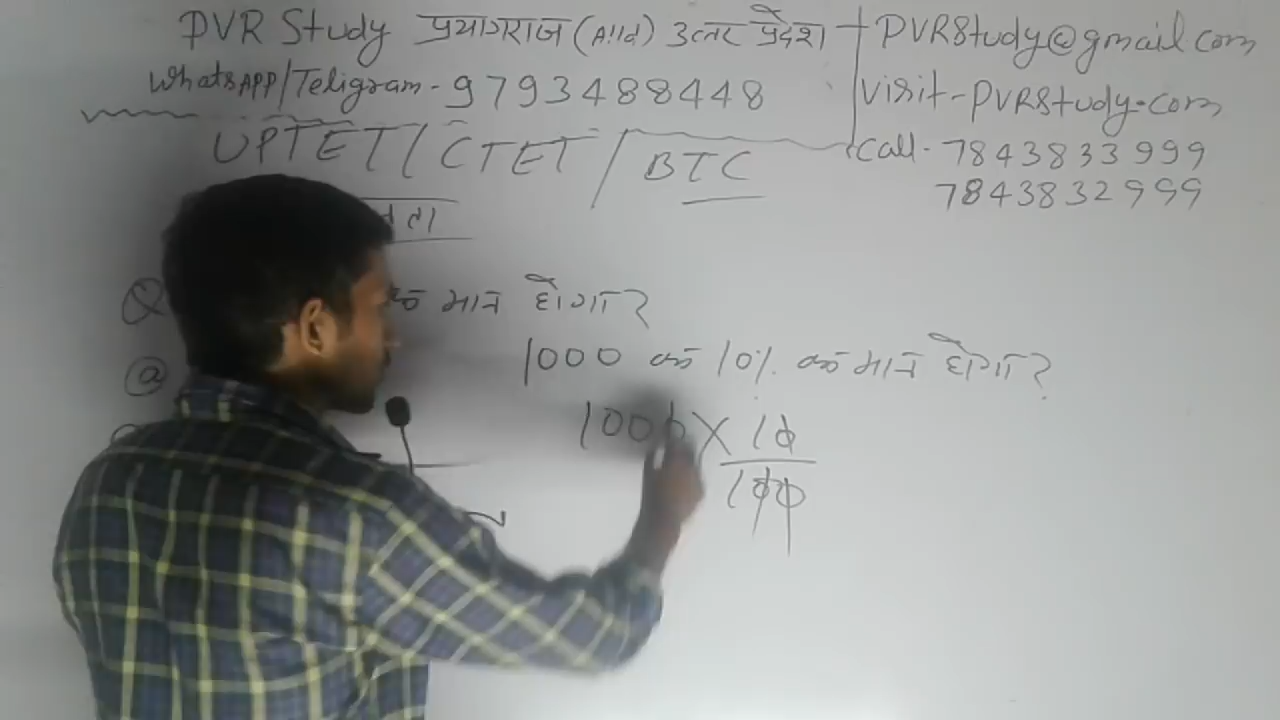 PVR Study प्रयागराज (Alld) उत्तर प्रदेश
WhatsAPP/Teligram - 9793488448
PVRStudy@gmail com
visit - PVRStudy.com
call - 7843833999
7843832999
UPTET / CTET / BTC
Q
के मान होगा?
@
1000 के 10% के मान होगा?
1000 × 10
100